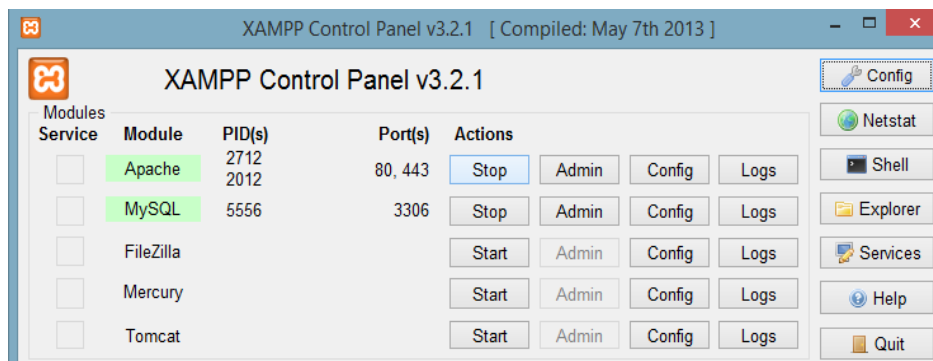 XAMPP Control Panel v3.2.1 [ Compiled: May 7th 2013 ]
XAMPP Control Panel v3.2.1
Config
Modules
Netstat
Service Module PID(s) Port(s) Actions
Apache 2712 80, 443 Stop Admin Config Logs
2012
Shell
MySQL 5556 3306 Stop Admin Config Logs
Explorer
FileZilla Start Admin Config Logs
Services
Mercury Start Admin Config Logs
Help
Tomcat Start Admin Config Logs
Quit